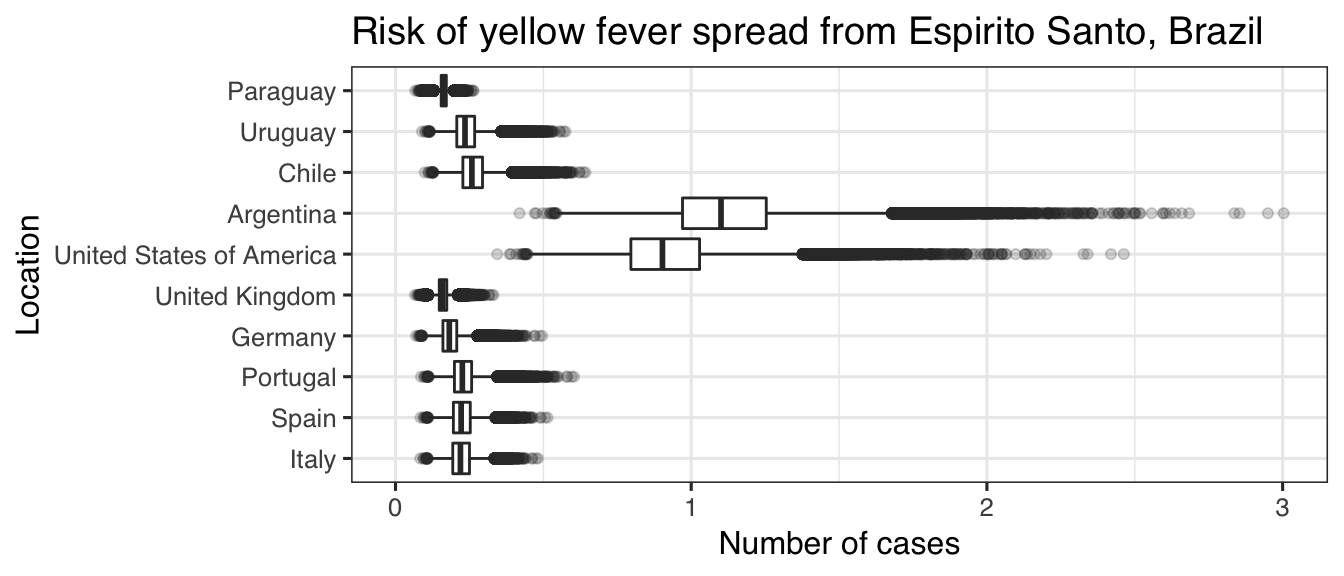 Risk of yellow fever spread from Espirito Santo, Brazil
Location
Paraguay
Uruguay
Chile
Argentina
United States of America
United Kingdom
Germany
Portugal
Spain
Italy
0 1 2 3
Number of cases